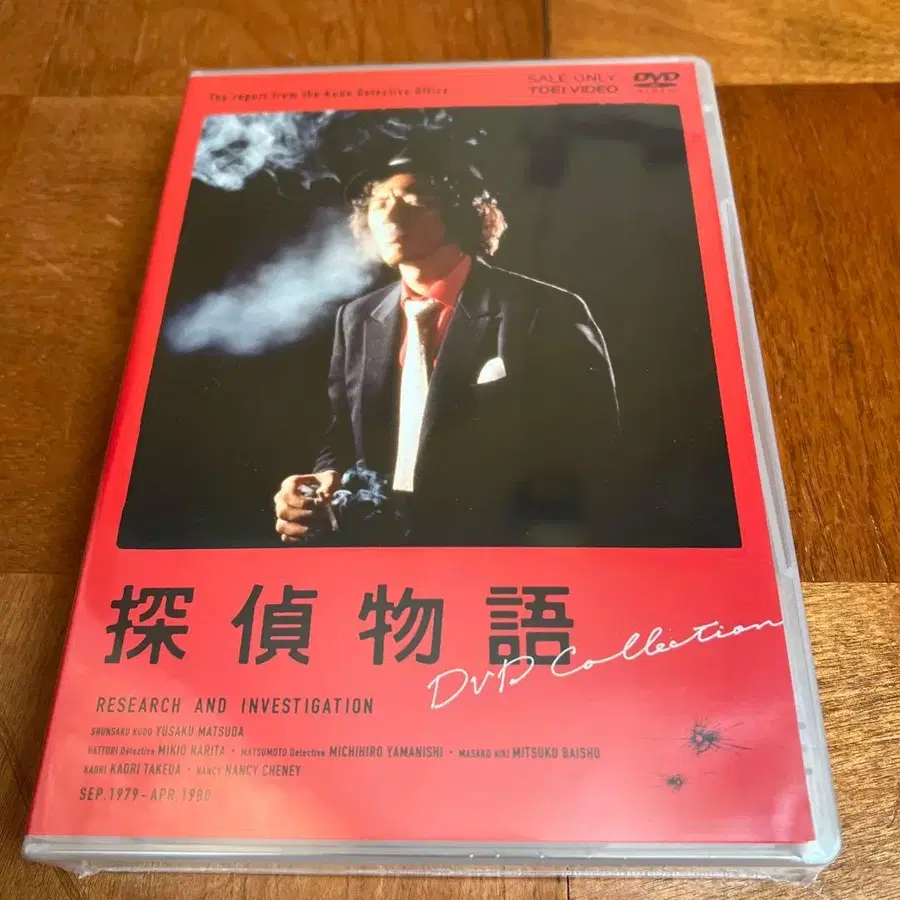 The report from the Kudo Detective Office
SALE ONLY
TOEI VIDEO
DVD
VIDEO
探偵物語
DVD Collection
RESEARCH AND INVESTIGATION
SHUNSAKU KUDO YUSAKU MATSUDA
HATTORI Detective MIKIO NARITA・MATSUMOTO Detective MICHIHIRO YAMANISHI・MASAKO AIKI MITSUKO BAISHO
KAORI KAORI TAKEDA・NANCY NANCY CHENEY
SEP.1979-APR.1980